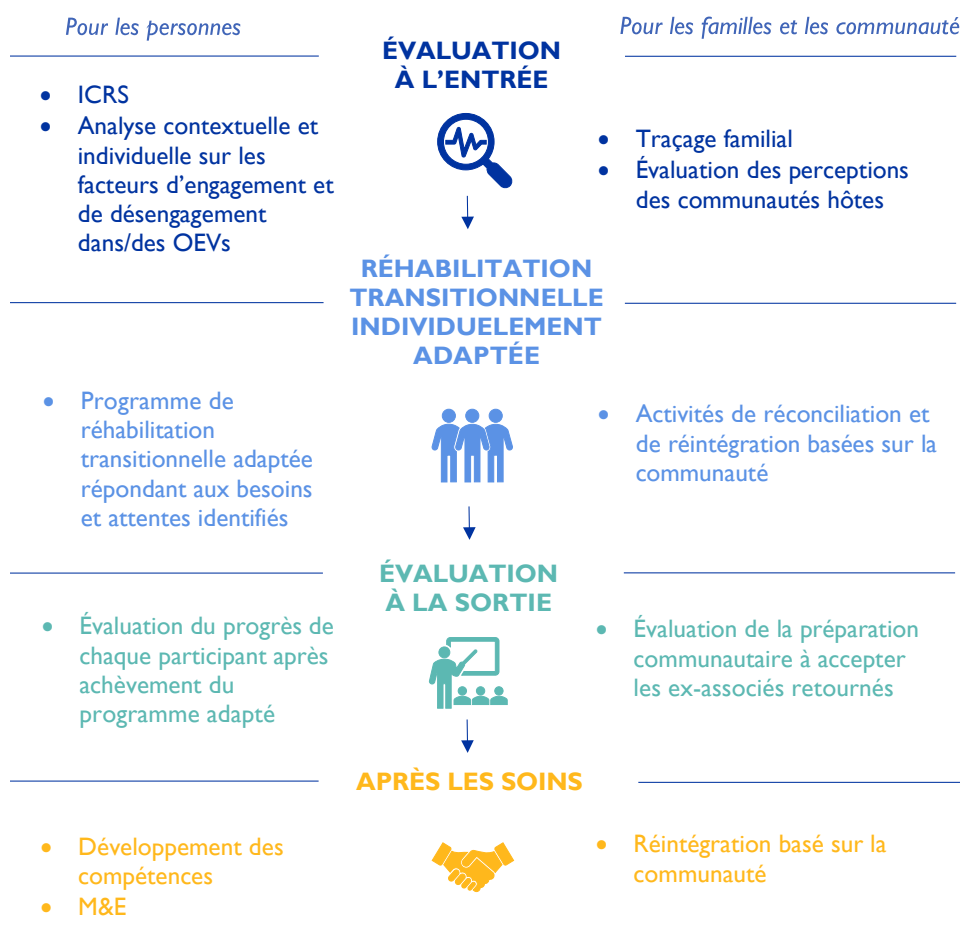 Pour les personnes
ÉVALUATION
À L'ENTRÉE
Pour les familles et les communauté
• ICRS
• Analyse contextuelle et
individuelle sur les
facteurs d'engagement et
de désengagement
dans/des OEVs
• Traçage familial
• Évaluation des perceptions
des communautés hôtes
RÉHABILITATION
TRANSITIONNELLE
INDIVIDUELEMENT
ADAPTÉE
• Programme de
réhabilitation
transitionnelle adaptée
répondant aux besoins
et attentes identifiés
• Activités de réconciliation et
de réintégration basées sur la
communauté
ÉVALUATION
À LA SORTIE
• Évaluation du progrès de
chaque participant après
achèvement du
programme adapté
• Évaluation de la préparation
communautaire à accepter
les ex-associés retournés
APRÈS LES SOINS
• Développement des
compétences
• M&E
• Réintégration basé sur la
communauté